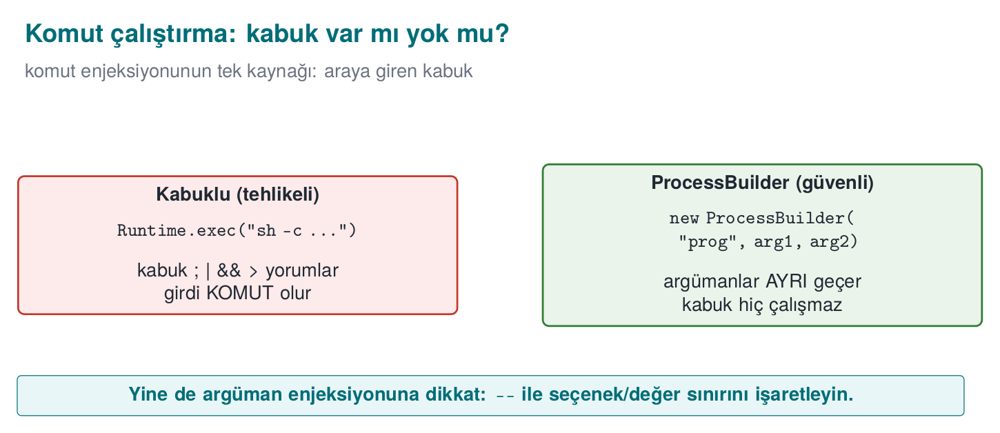 Komut çalıştırma: kabuk var mı yok mu?
komut enjeksiyonunun tek kaynağı: araya giren kabuk
Kabuklu (tehlikeli)
Runtime.exec("sh -c ...")
kabuk ; | && > yorumlar
girdi KOMUT olur
ProcessBuilder (güvenli)
new ProcessBuilder(
"prog", arg1, arg2)
argümanlar AYRI geçer
kabuk hiç çalışmaz
Yine de argüman enjeksiyonuna dikkat: -- ile seçenek/değer sınırını işaretleyin.